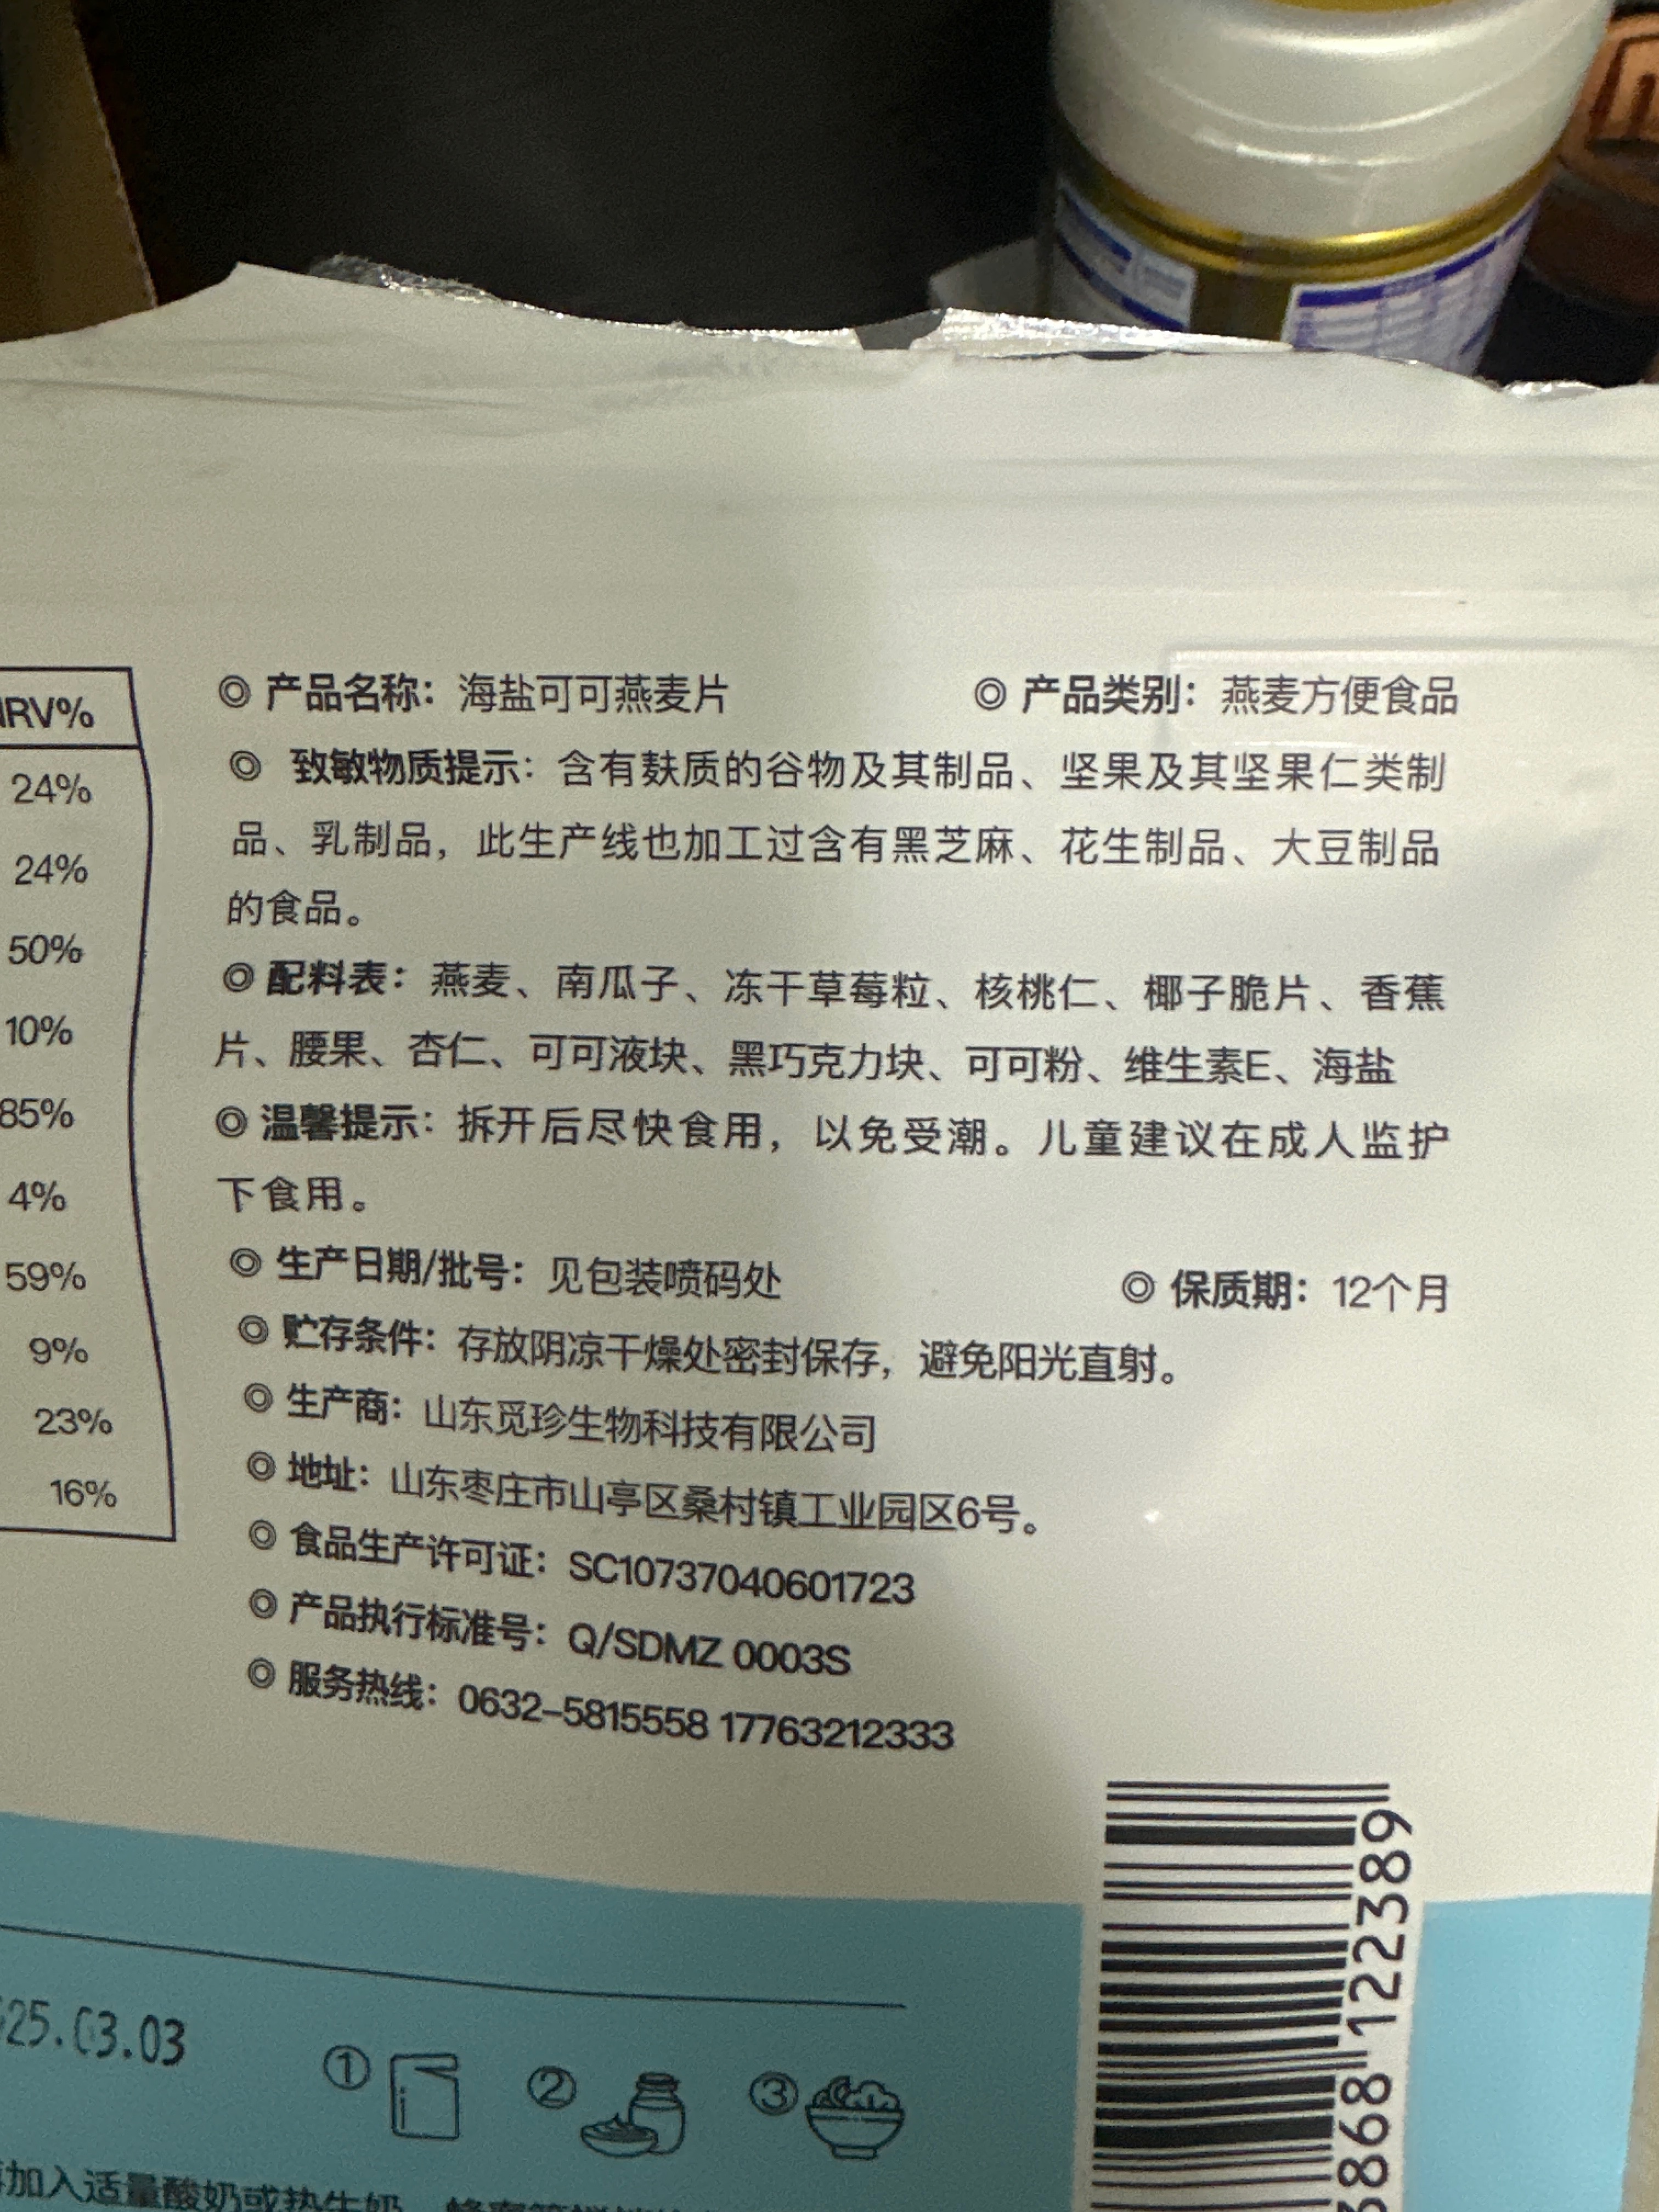 NRV%
24%
24%
50%
10%
85%
4%
59%
9%
23%
16%
◎ 产品名称：海盐可可燕麦片 ◎ 产品类别：燕麦方便食品
◎ 致敏物质提示：含有麸质的谷物及其制品、坚果及其坚果仁类制
品、乳制品，此生产线也加工过含有黑芝麻、花生制品、大豆制品
的食品。
◎ 配料表：燕麦、南瓜子、冻干草莓粒、核桃仁、椰子脆片、香蕉
片、腰果、杏仁、可可液块、黑巧克力块、可可粉、维生素E、海盐
◎ 温馨提示：拆开后尽快食用，以免受潮。儿童建议在成人监护
下食用。
◎ 生产日期/批号：见包装喷码处 ◎ 保质期：12个月
◎ 贮存条件：存放阴凉干燥处密封保存，避免阳光直射。
◎ 生产商：山东觅珍生物科技有限公司
◎ 地址：山东枣庄市山亭区桑村镇工业园区6号。
◎ 食品生产许可证：SC10737040601723
◎ 产品执行标准号：Q/SDMZ 0003S
◎ 服务热线：0632-5815558 17763212333
25.03.03
① ② ③
加入适量酸奶或热牛奶
868 122389